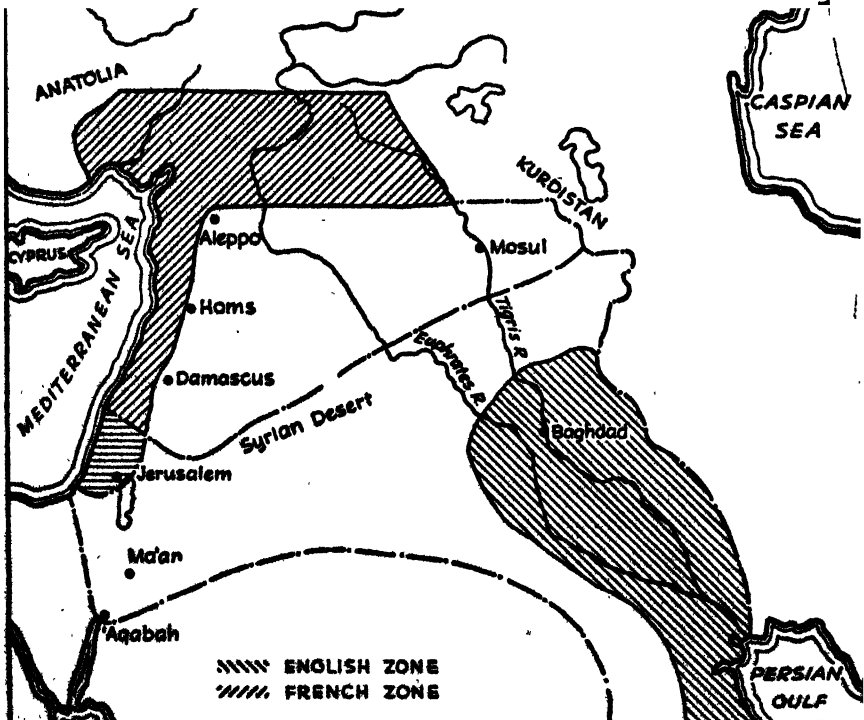 ANATOLIA
CASPIAN
SEA
KURDISTAN
CYPRUS
MEDITERRANEAN SEA
Aleppo
Mosul
Homs
Tigris R
Euphrates R.
Damascus
Syrian Desert
Baghdad
Jerusalem
Ma'an
Aqabah
ENGLISH ZONE
FRENCH ZONE
PERSIAN
GULF